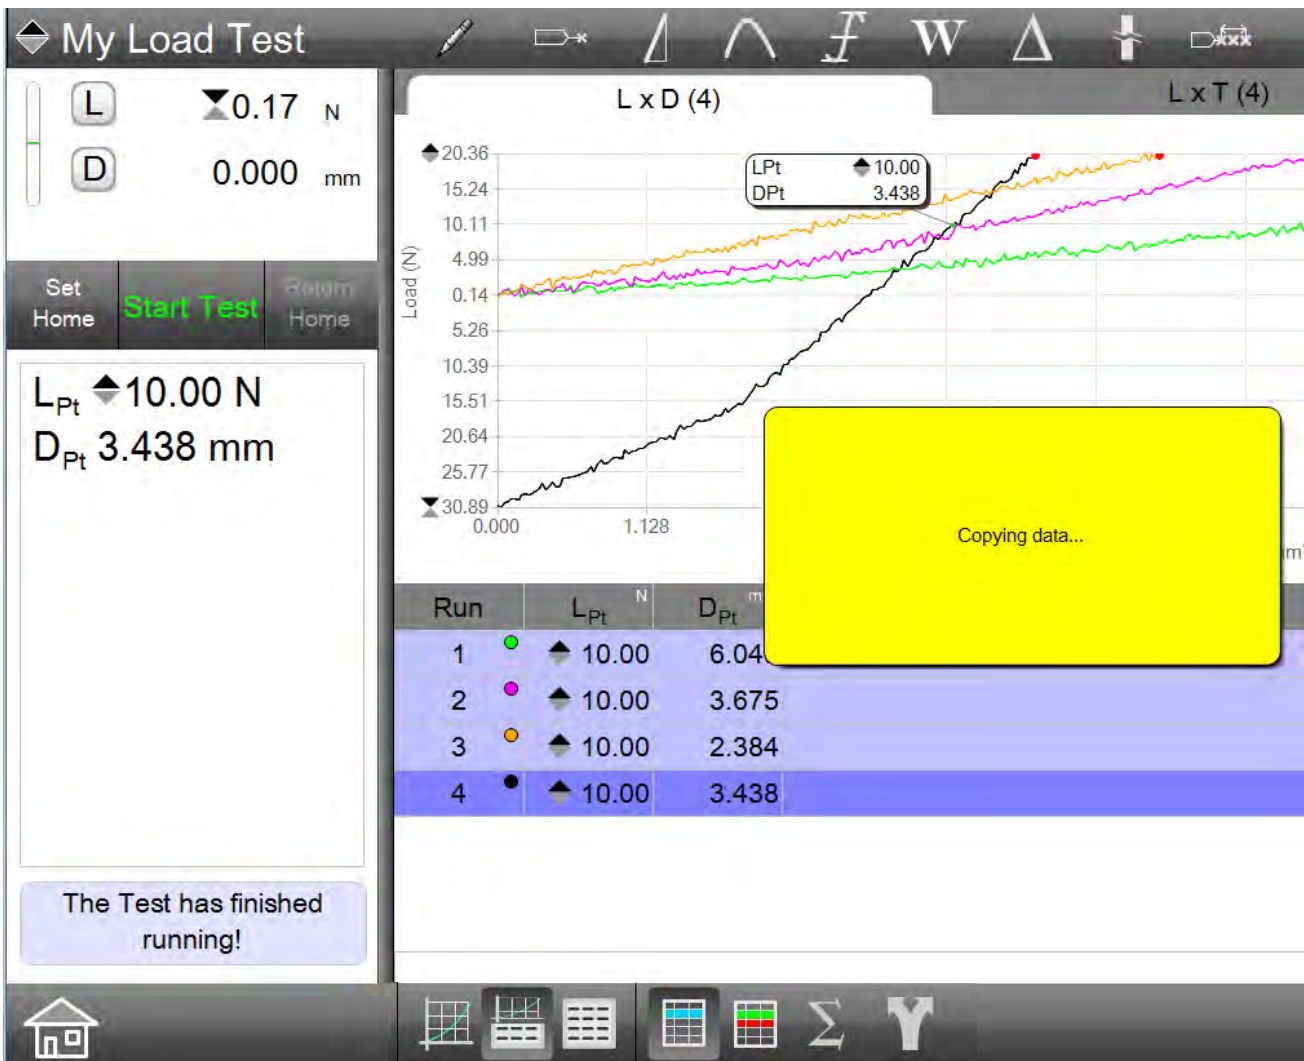 My Load Test
W
L 0.17 N
D 0.000 mm
Set Home
Start Test
Return Home
L x D (4)
L x T (4)
20.36
15.24
10.11
4.99
0.14
5.26
10.39
15.51
20.64
25.77
30.89
Load (N)
0.000
1.128
LPt 10.00
DPt 3.438
LPt 10.00 N
DPt 3.438 mm
Copying data...
Run LPt N DPt
1 10.00 6.04
2 10.00 3.675
3 10.00 2.384
4 10.00 3.438
The Test has finished
running!
Σ